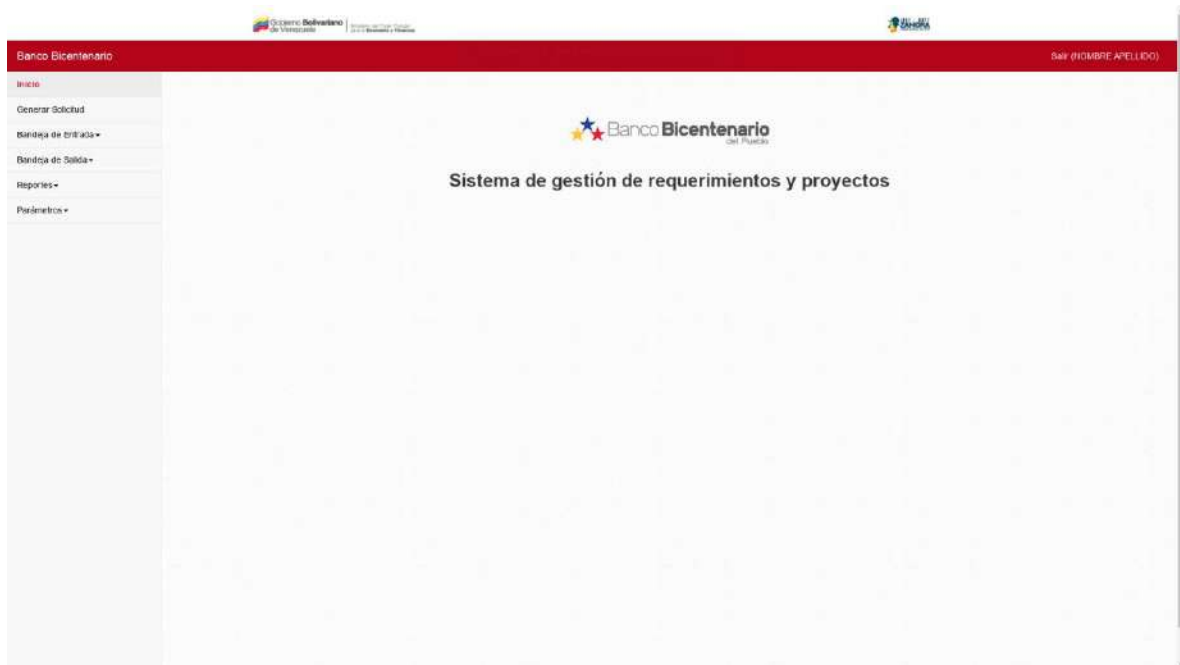 Gobierno Bolivariano
de Venezuela
ZAMORA
Banco Bicentenario
Salir (NOMBRE APELLIDO)
Inicio
Generar Solicitud
Bandeja de Entrada
Bandeja de Salida
Reportes
Parámetros
Banco Bicentenario
del Pueblo
Sistema de gestión de requerimientos y proyectos